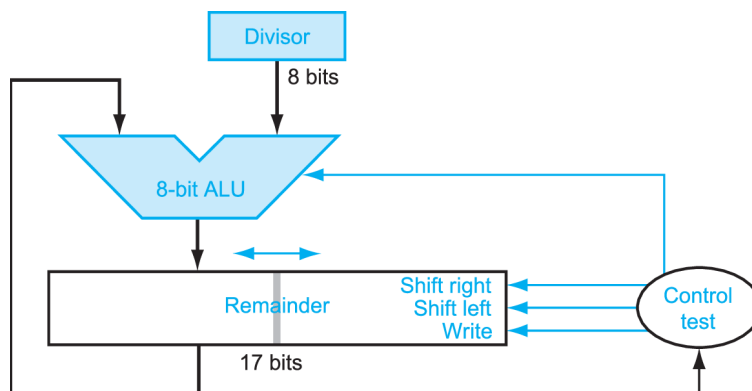 Divisor
8 bits
8-bit ALU
Remainder
Shift right
Shift left
Write
17 bits
Control
test